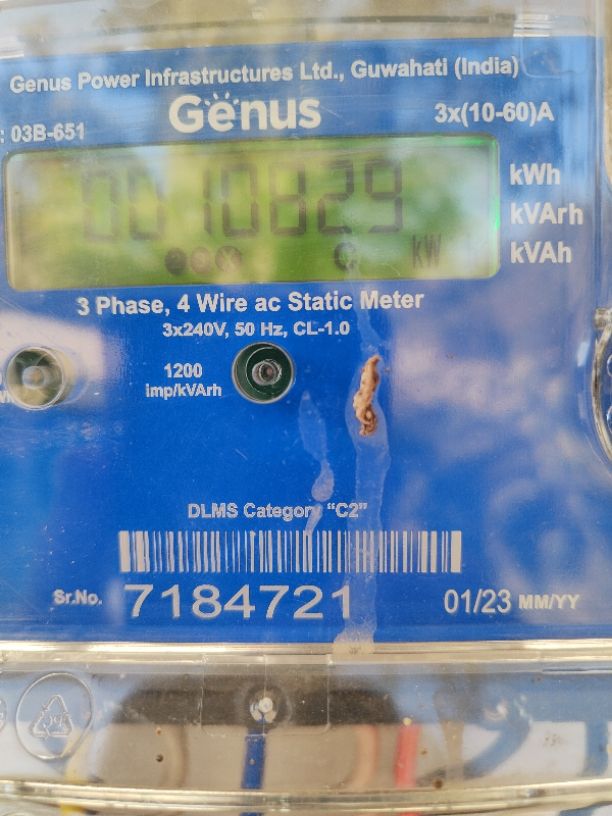 Genus Power Infrastructures Ltd., Guwahati (India)
Genus
3x(10-60)A
: 03B-651
0010829
kW
kWh
kVArh
kVAh
3 Phase, 4 Wire ac Static Meter
3x240V, 50 Hz, CL-1.0
1200
imp/kVArh
DLMS Category "C2"
Sr.No. 7184721 01/23 MM/YY